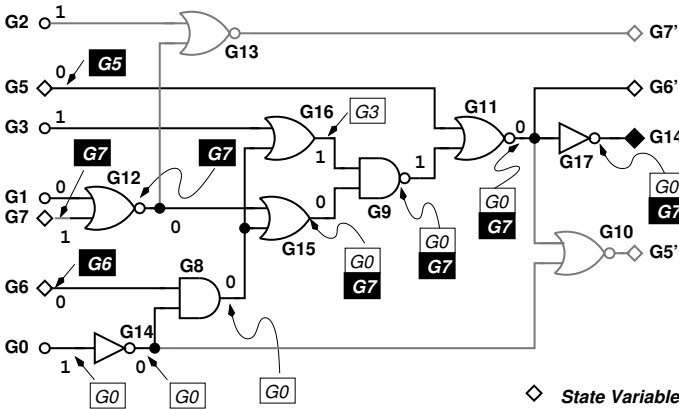 G2 1 G7'
G13
G5 0 G5 G6'
G3 1 G16 G3 G11 0 G14
1 1 G17
G7 G12 G7 G9
G1 0 0 G0 G0
G7 1 0 G15 G0 G7 G7
G0 G7 G10
G7
G6 0 G6 G8 0 G5'
G0 1 G14 0
G0 G0 G0
State Variable